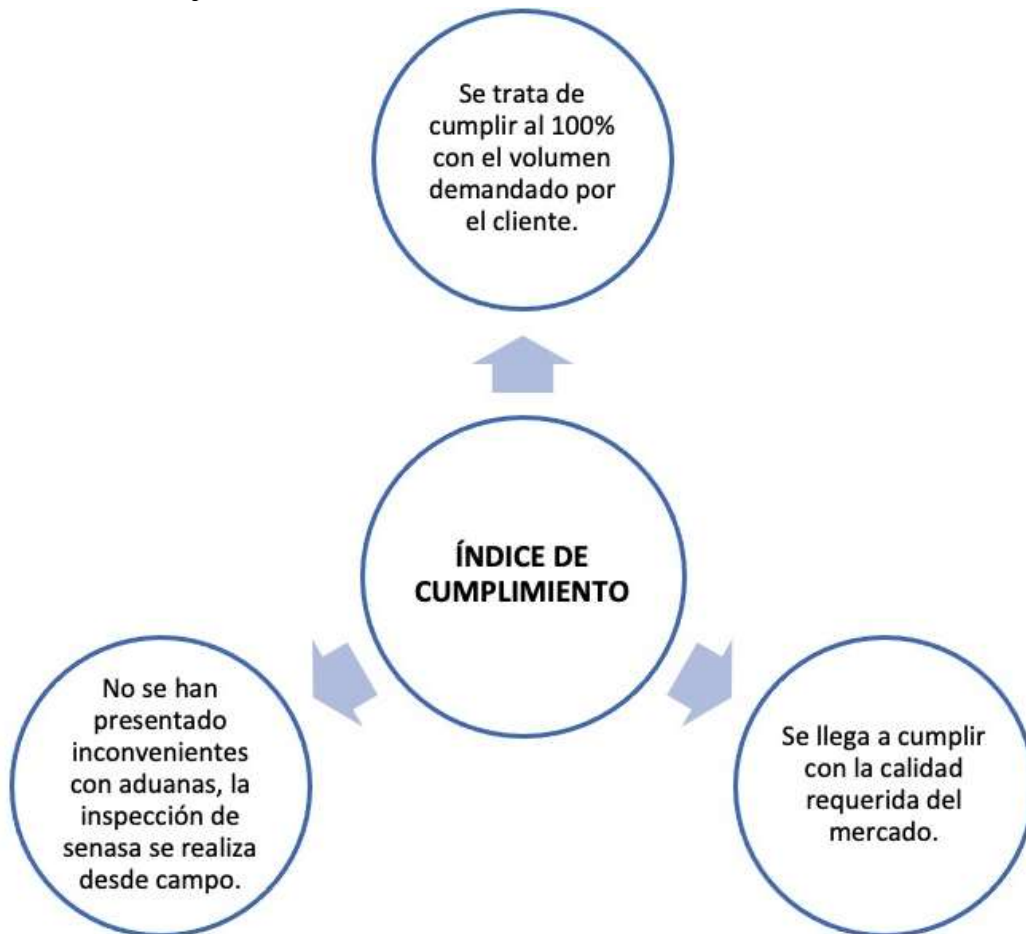 Se trata de
cumplir al 100%
con el volumen
demandado por
el cliente.
ÍNDICE DE
CUMPLIMIENTO
No se han
presentado
inconvenientes
con aduanas, la
inspección de
senasa se realiza
desde campo.
Se llega a cumplir
con la calidad
requerida del
mercado.